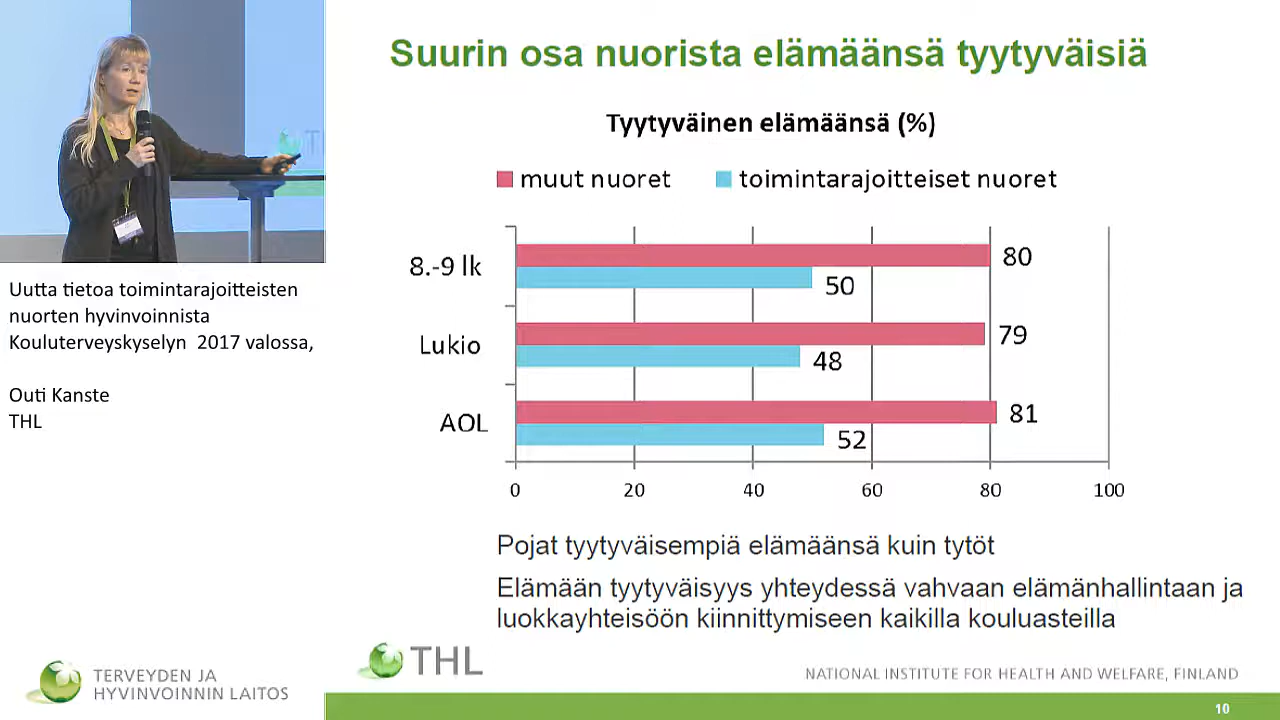 Suurin osa nuorista elämäänsä tyytyväisiä
Tyytyväinen elämäänsä (%)
muut nuoret
toimintarajoitteiset nuoret
8.-9 lk
80
50
Lukio
79
48
AOL
81
52
0 20 40 60 80 100
Pojat tyytyväisempiä elämäänsä kuin tytöt
Elämään tyytyväisyys yhteydessä vahvaan elämänhallintaan ja
luokkayhteisöön kiinnittymiseen kaikilla kouluasteilla
THL
NATIONAL INSTITUTE FOR HEALTH AND WELFARE, FINLAND
10
Uutta tietoa toimintarajoitteisten
nuorten hyvinvoinnista
Kouluterveyskyselyn 2017 valossa,
Outi Kanste
THL
TERVEYDEN JA
HYVINVOINNIN LAITOS